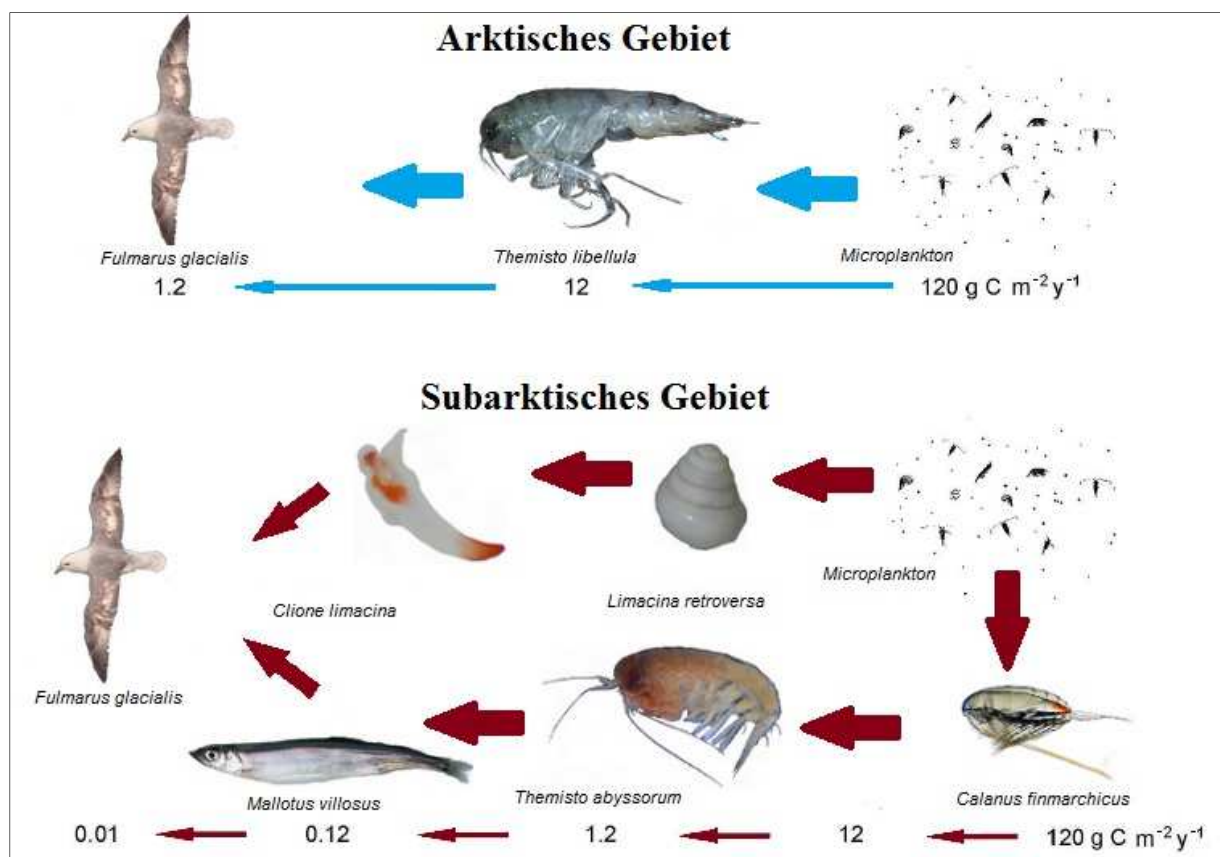 Arktisches Gebiet
Fulmarus glacialis
Themisto libellula
Microplankton
1.2
12
120 g C m⁻² y⁻¹
Subarktisches Gebiet
Clione limacina
Limacina retroversa
Microplankton
Fulmarus glacialis
Mallotus villosus
Themisto abyssorum
Calanus finmarchicus
0.01
0.12
1.2
12
120 g C m⁻² y⁻¹